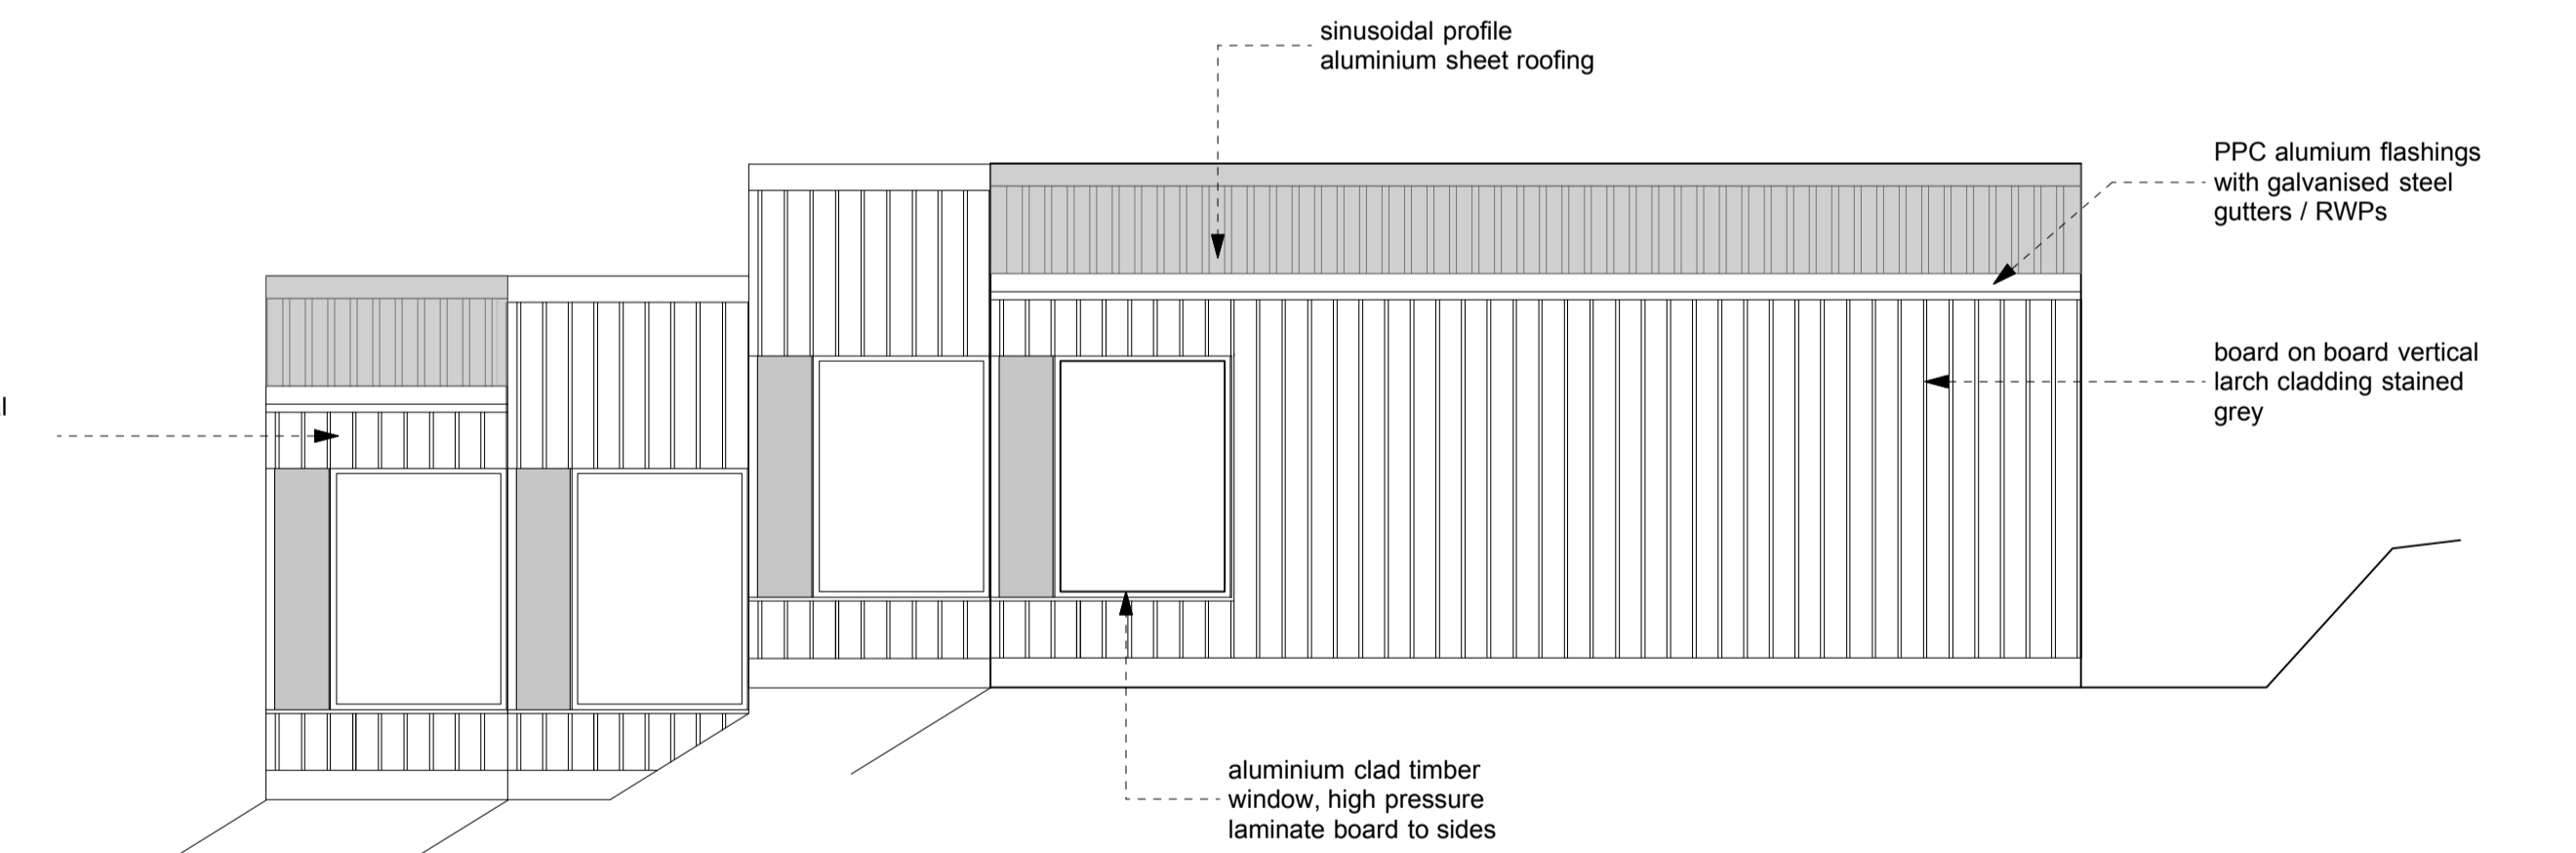 sinusoidal profile
aluminium sheet roofing
PPC alumium flashings
with galvanised steel
gutters / RWPs
board on board vertical
larch cladding stained
grey
aluminium clad timber
window, high pressure
laminate board to sides